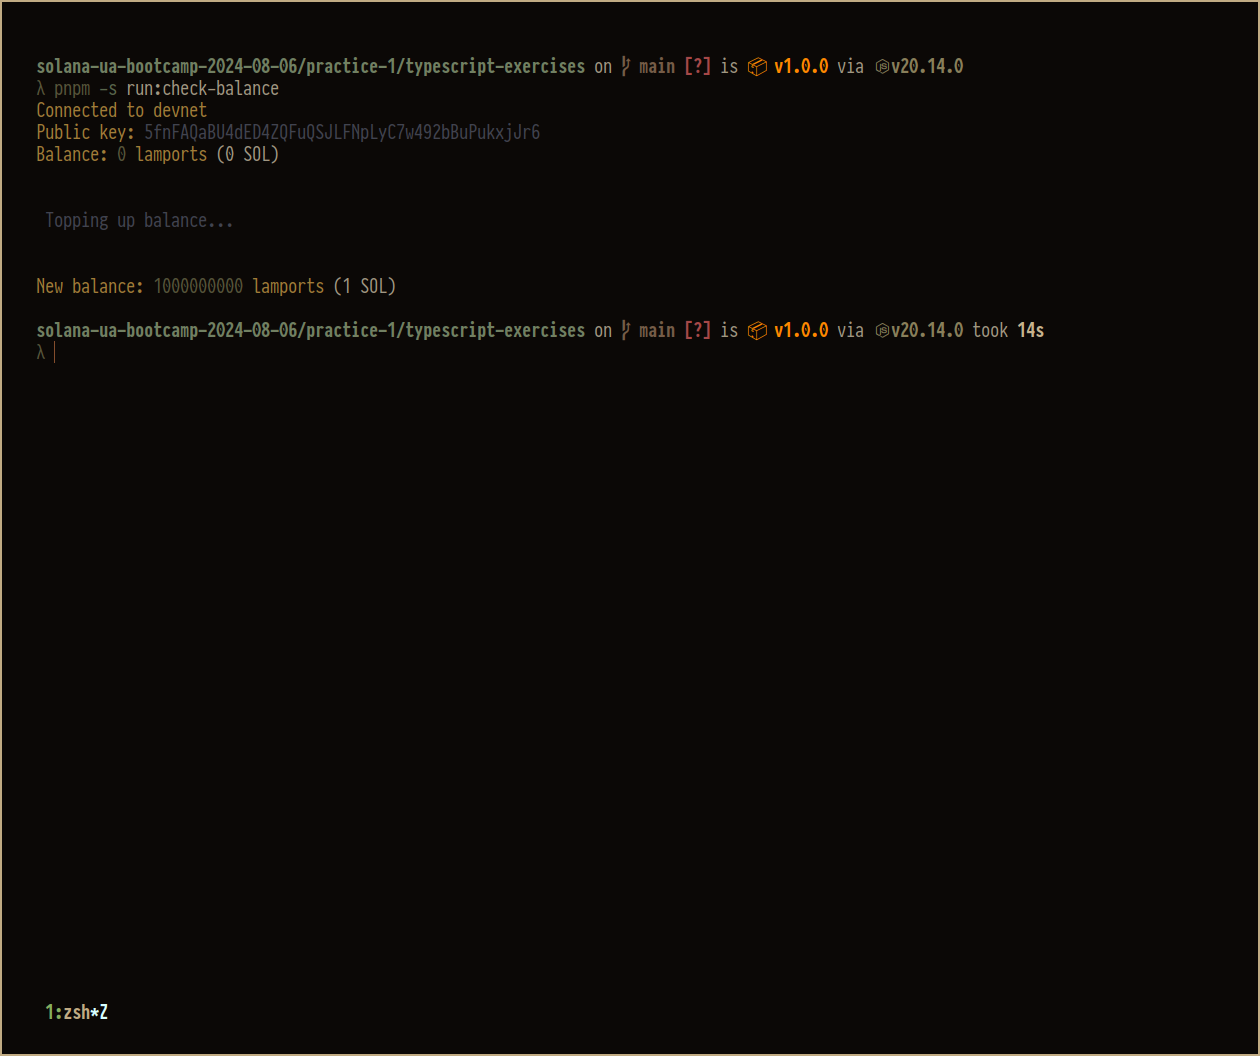 solana-ua-bootcamp-2024-08-06/practice-1/typescript-exercises on main [?] is 📦 v1.0.0 via v20.14.0
λ pnpm -s run:check-balance
Connected to devnet
Public key: 5fnFAQaBU4dED4ZQFuQSJLFNpLyC7w492bBuPukxjJr6
Balance: 0 lamports (0 SOL)
Topping up balance...
New balance: 1000000000 lamports (1 SOL)
solana-ua-bootcamp-2024-08-06/practice-1/typescript-exercises on main [?] is 📦 v1.0.0 via v20.14.0 took 14s
λ
1:zsh*Z